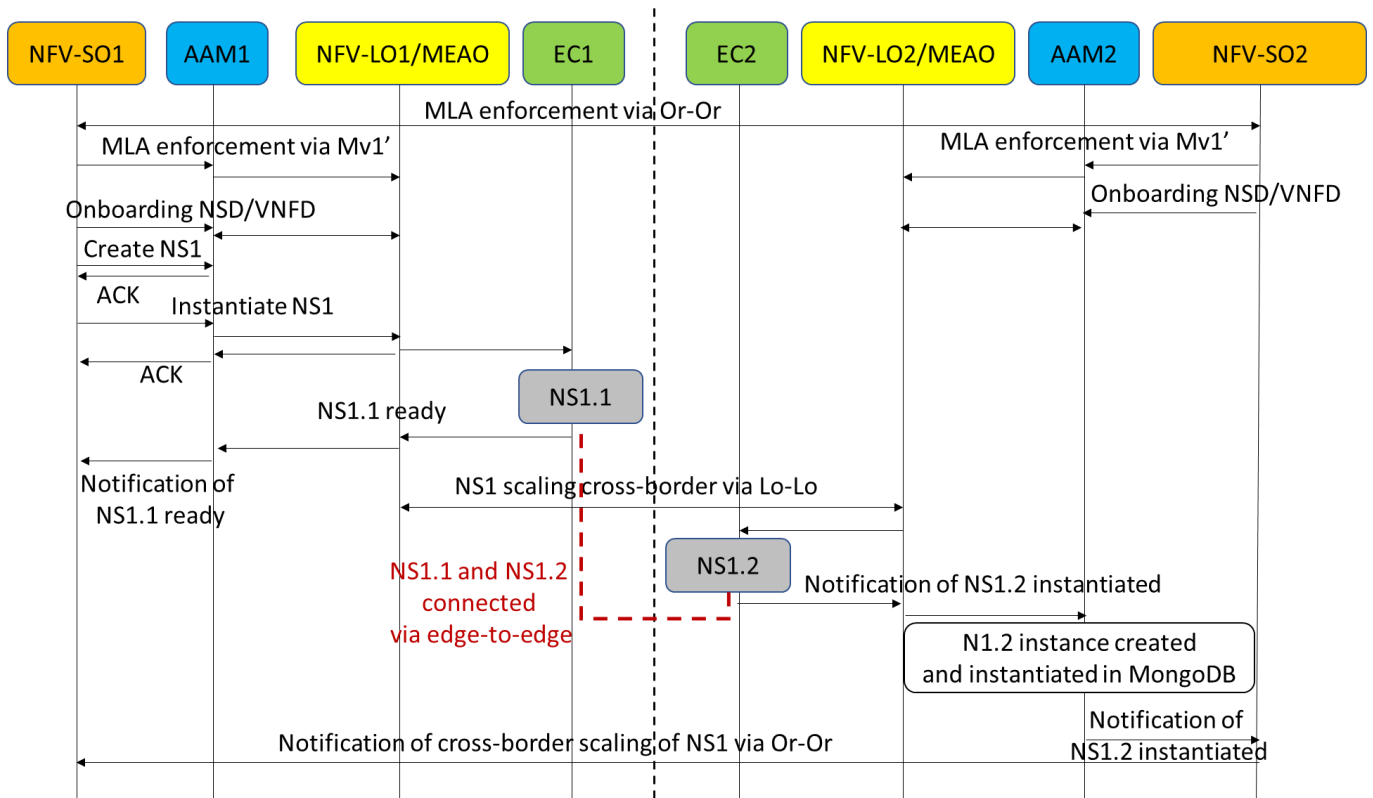 NFV-SO1
AAM1
NFV-LO1/MEAO
EC1
EC2
NFV-LO2/MEAO
AAM2
NFV-SO2
MLA enforcement via Or-Or
MLA enforcement via Mv1’
MLA enforcement via Mv1’
Onboarding NSD/VNFD
Onboarding NSD/VNFD
Create NS1
ACK
Instantiate NS1
ACK
NS1.1
NS1.1 ready
Notification of
NS1.1 ready
NS1 scaling cross-border via Lo-Lo
NS1.2
NS1.1 and NS1.2
connected
via edge-to-edge
Notification of NS1.2 instantiated
N1.2 instance created
and instantiated in MongoDB
Notification of
NS1.2 instantiated
Notification of cross-border scaling of NS1 via Or-Or